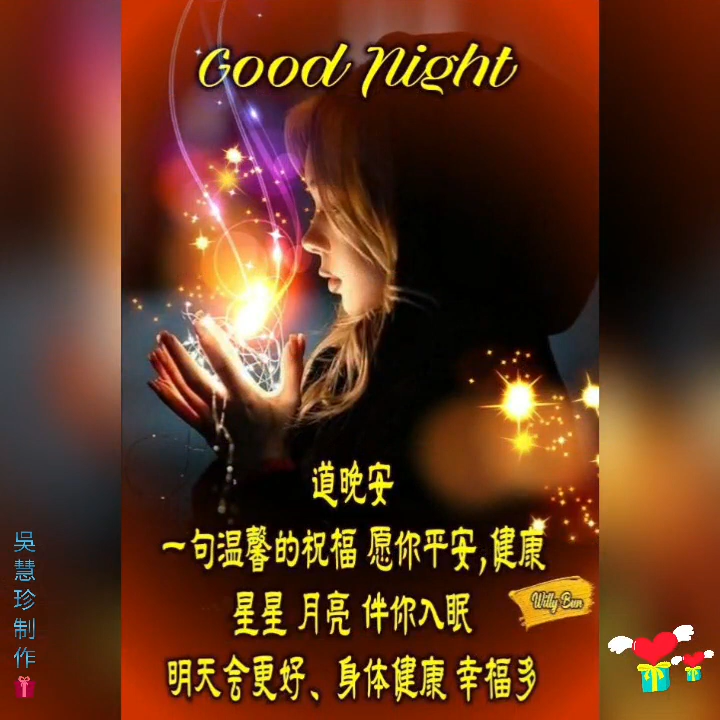 Good Night
道晚安
一句温馨的祝福 愿你平安,健康
星星 月亮 伴你入眠
Willy Bun
明天会更好、身体健康 幸福多
吳慧珍制作